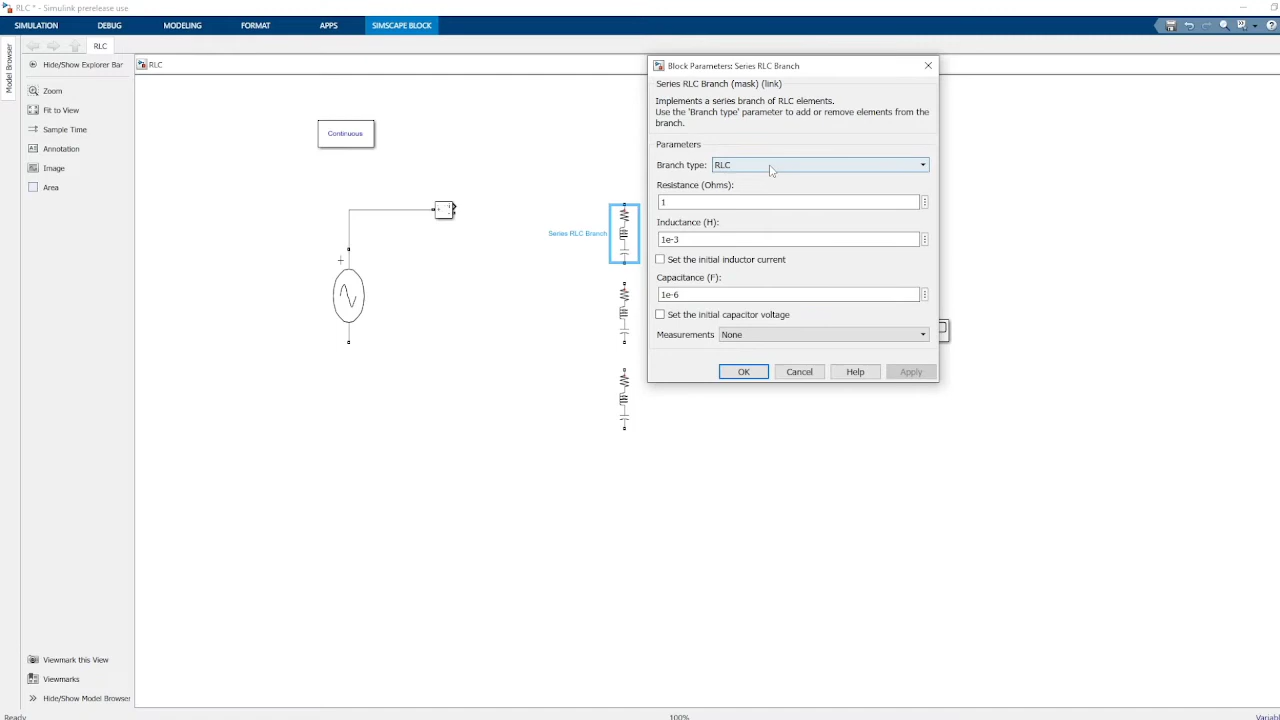 RLC * - Simulink prerelease use
SIMULATION DEBUG MODELING FORMAT APPS SIMSCAPE BLOCK
Model Browser
RLC
Hide/Show Explorer Bar
RLC
Zoom
Fit to View
Sample Time
Annotation
Image
Area
Continuous
Series RLC Branch
Block Parameters: Series RLC Branch
Series RLC Branch (mask) (link)
Implements a series branch of RLC elements.
Use the 'Branch type' parameter to add or remove elements from the
branch.
Parameters
Branch type: RLC
Resistance (Ohms):
1
Inductance (H):
1e-3
Set the initial inductor current
Capacitance (F):
1e-6
Set the initial capacitor voltage
Measurements None
OK Cancel Help Apply
Viewmark this View
Viewmarks
Hide/Show Model Browser
Ready 100% Variabl